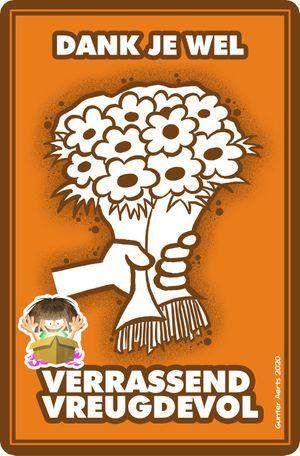 DANK JE WEL
VERRASSEND
VREUGDEVOL
Gunter Aerts 2020